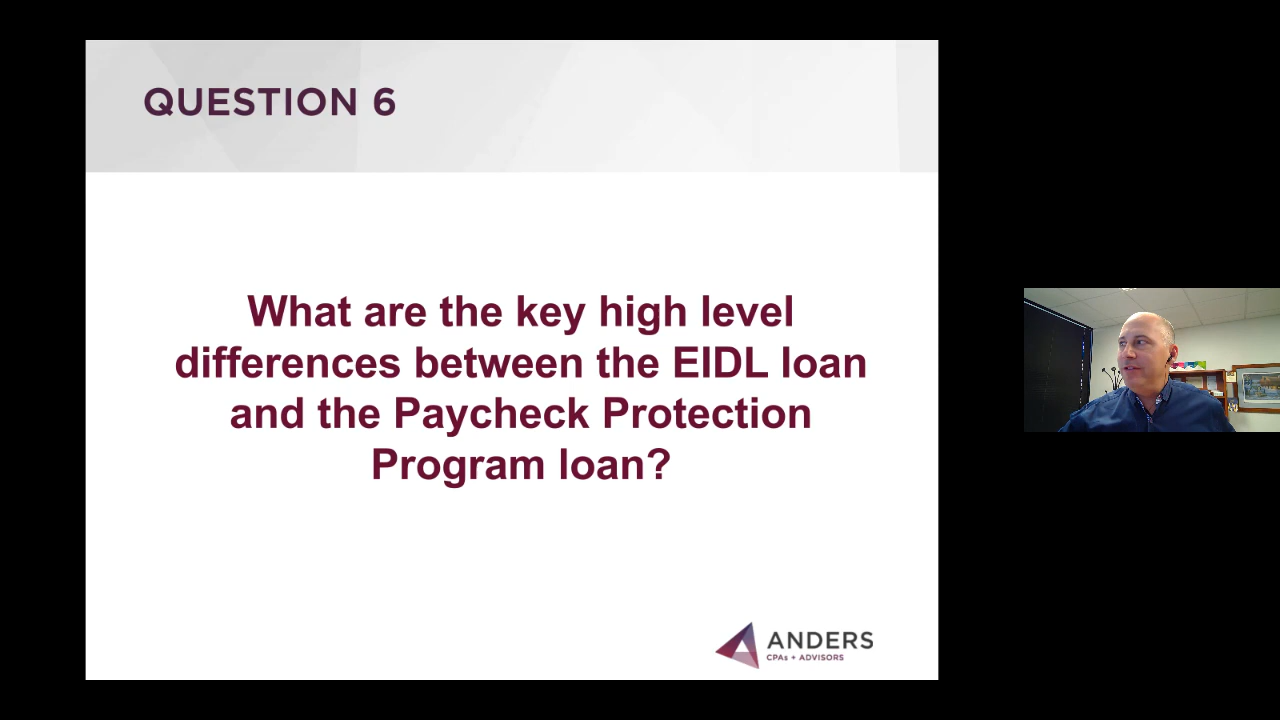 QUESTION 6
What are the key high level
differences between the EIDL loan
and the Paycheck Protection
Program loan?
ANDERS
CPAs + ADVISORS